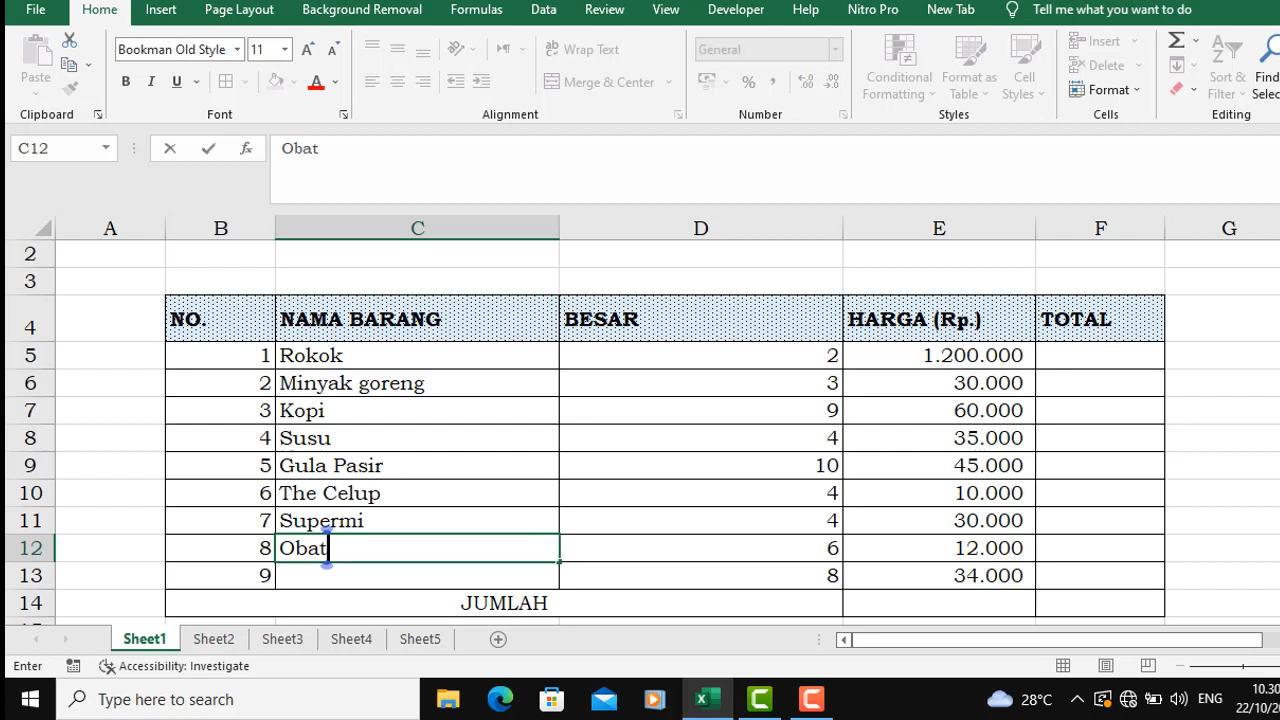 File Home Insert Page Layout Background Removal Formulas Data Review View Developer Help Nitro Pro New Tab Tell me what you want to do
Bookman Old Style 11 A A Wrap Text General Insert
Paste B I U A Merge & Center % , Conditional Formatting Format as Table Cell Styles Delete Format Sort & Filter
Clipboard Font Alignment Number Styles Cells Editing
C12 fx Obat
A B C D E F G
2
3
4 NO. NAMA BARANG BESAR HARGA (Rp.) TOTAL
5 1 Rokok 2 1.200.000
6 2 Minyak goreng 3 30.000
7 3 Kopi 9 60.000
8 4 Susu 4 35.000
9 5 Gula Pasir 10 45.000
10 6 The Celup 4 10.000
11 7 Supermi 4 30.000
12 8 Obat 6 12.000
13 9 8 34.000
14 JUMLAH
Sheet1 Sheet2 Sheet3 Sheet4 Sheet5
Enter Accessibility: Investigate
Type here to search 28°C ENG 10.30
22/10/2